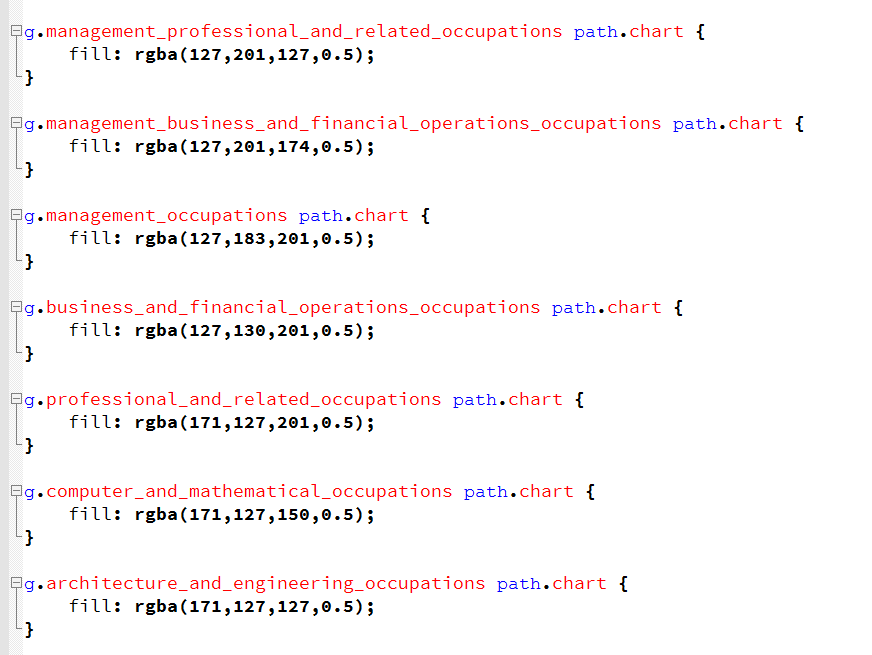 g.management_professional_and_related_occupations path.chart {
    fill: rgba(127,201,127,0.5);
}

g.management_business_and_financial_operations_occupations path.chart {
    fill: rgba(127,201,174,0.5);
}

g.management_occupations path.chart {
    fill: rgba(127,183,201,0.5);
}

g.business_and_financial_operations_occupations path.chart {
    fill: rgba(127,130,201,0.5);
}

g.professional_and_related_occupations path.chart {
    fill: rgba(171,127,201,0.5);
}

g.computer_and_mathematical_occupations path.chart {
    fill: rgba(171,127,150,0.5);
}

g.architecture_and_engineering_occupations path.chart {
    fill: rgba(171,127,127,0.5);
}